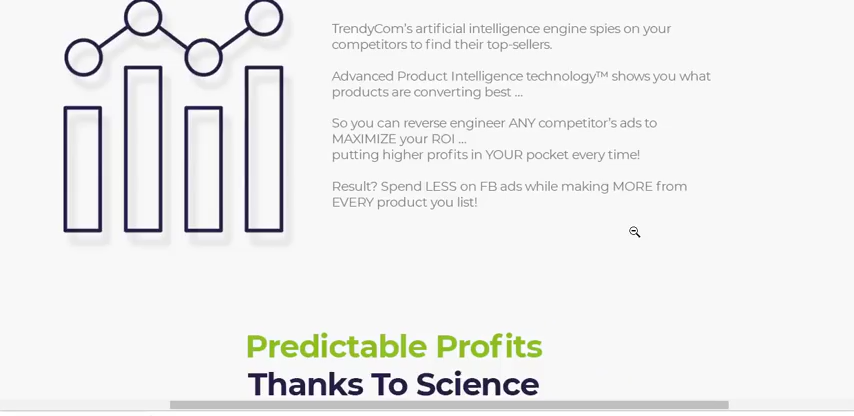 TrendyCom's artificial intelligence engine spies on your
competitors to find their top-sellers.
Advanced Product Intelligence technology™ shows you what
products are converting best ...
So you can reverse engineer ANY competitor's ads to
MAXIMIZE your ROI ...
putting higher profits in YOUR pocket every time!
Result? Spend LESS on FB ads while making MORE from
EVERY product you list!
Predictable Profits
Thanks To Science